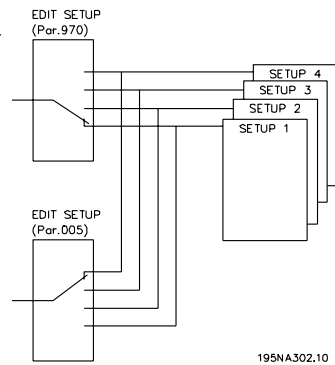 EDIT SETUP
(Par.970)
SETUP 4
SETUP 3
SETUP 2
SETUP 1
EDIT SETUP
(Par.005)
195NA302.10